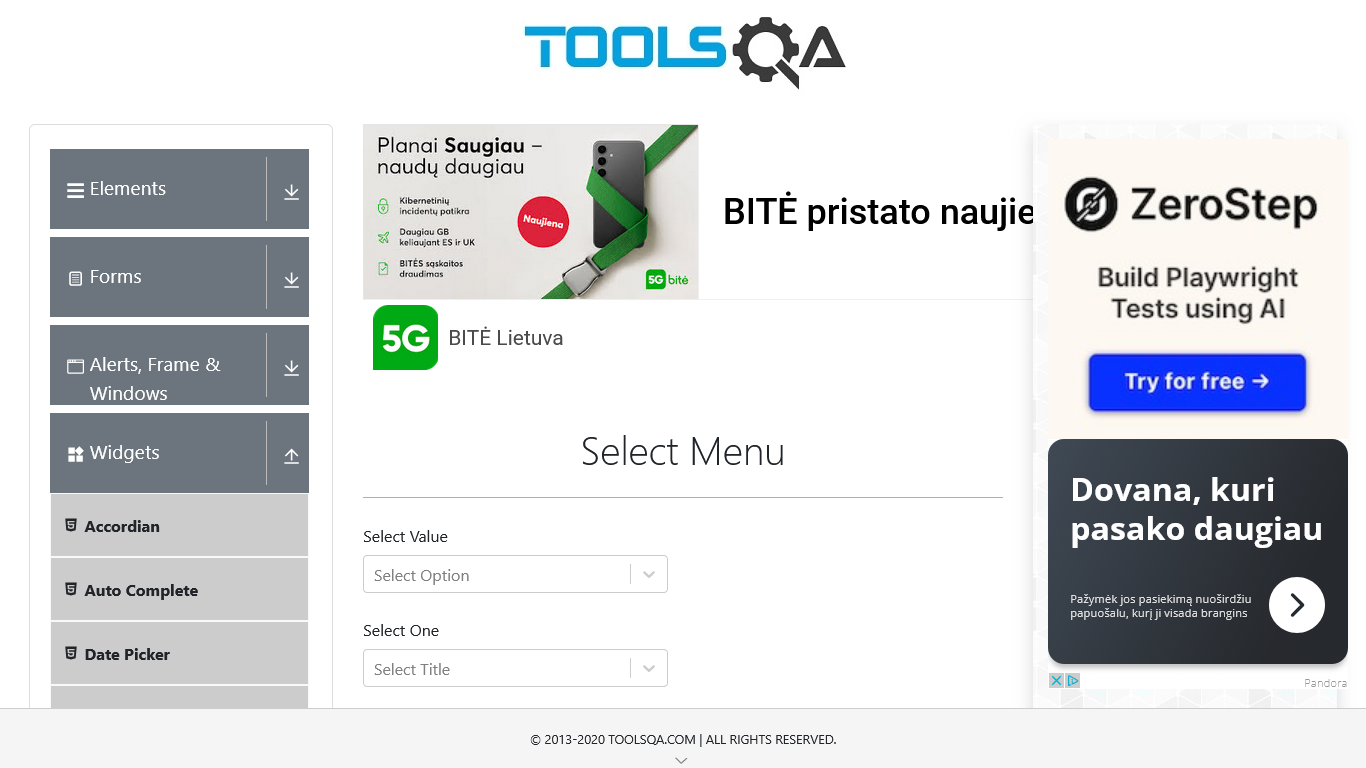 TOOLSQA
Elements
Forms
Alerts, Frame &
Windows
Widgets
Accordian
Auto Complete
Date Picker
Planai Saugiau –
naudų daugiau
Kibernetinių
incidentų patikra
Daugiau GB
keliaujant ES ir UK
BITĖS sąskaitos
draudimas
Naujiena
5G bitė
BITĖ pristato naujie
5G
BITĖ Lietuva
Select Menu
Select Value
Select Option
Select One
Select Title
ZeroStep
Build Playwright
Tests using AI
Try for free →
Dovana, kuri
pasako daugiau
Pažymėk jos pasiekimą nuoširdžiu
papuošalu, kurį ji visada brangins
Pandora
© 2013-2020 TOOLSQA.COM | ALL RIGHTS RESERVED.